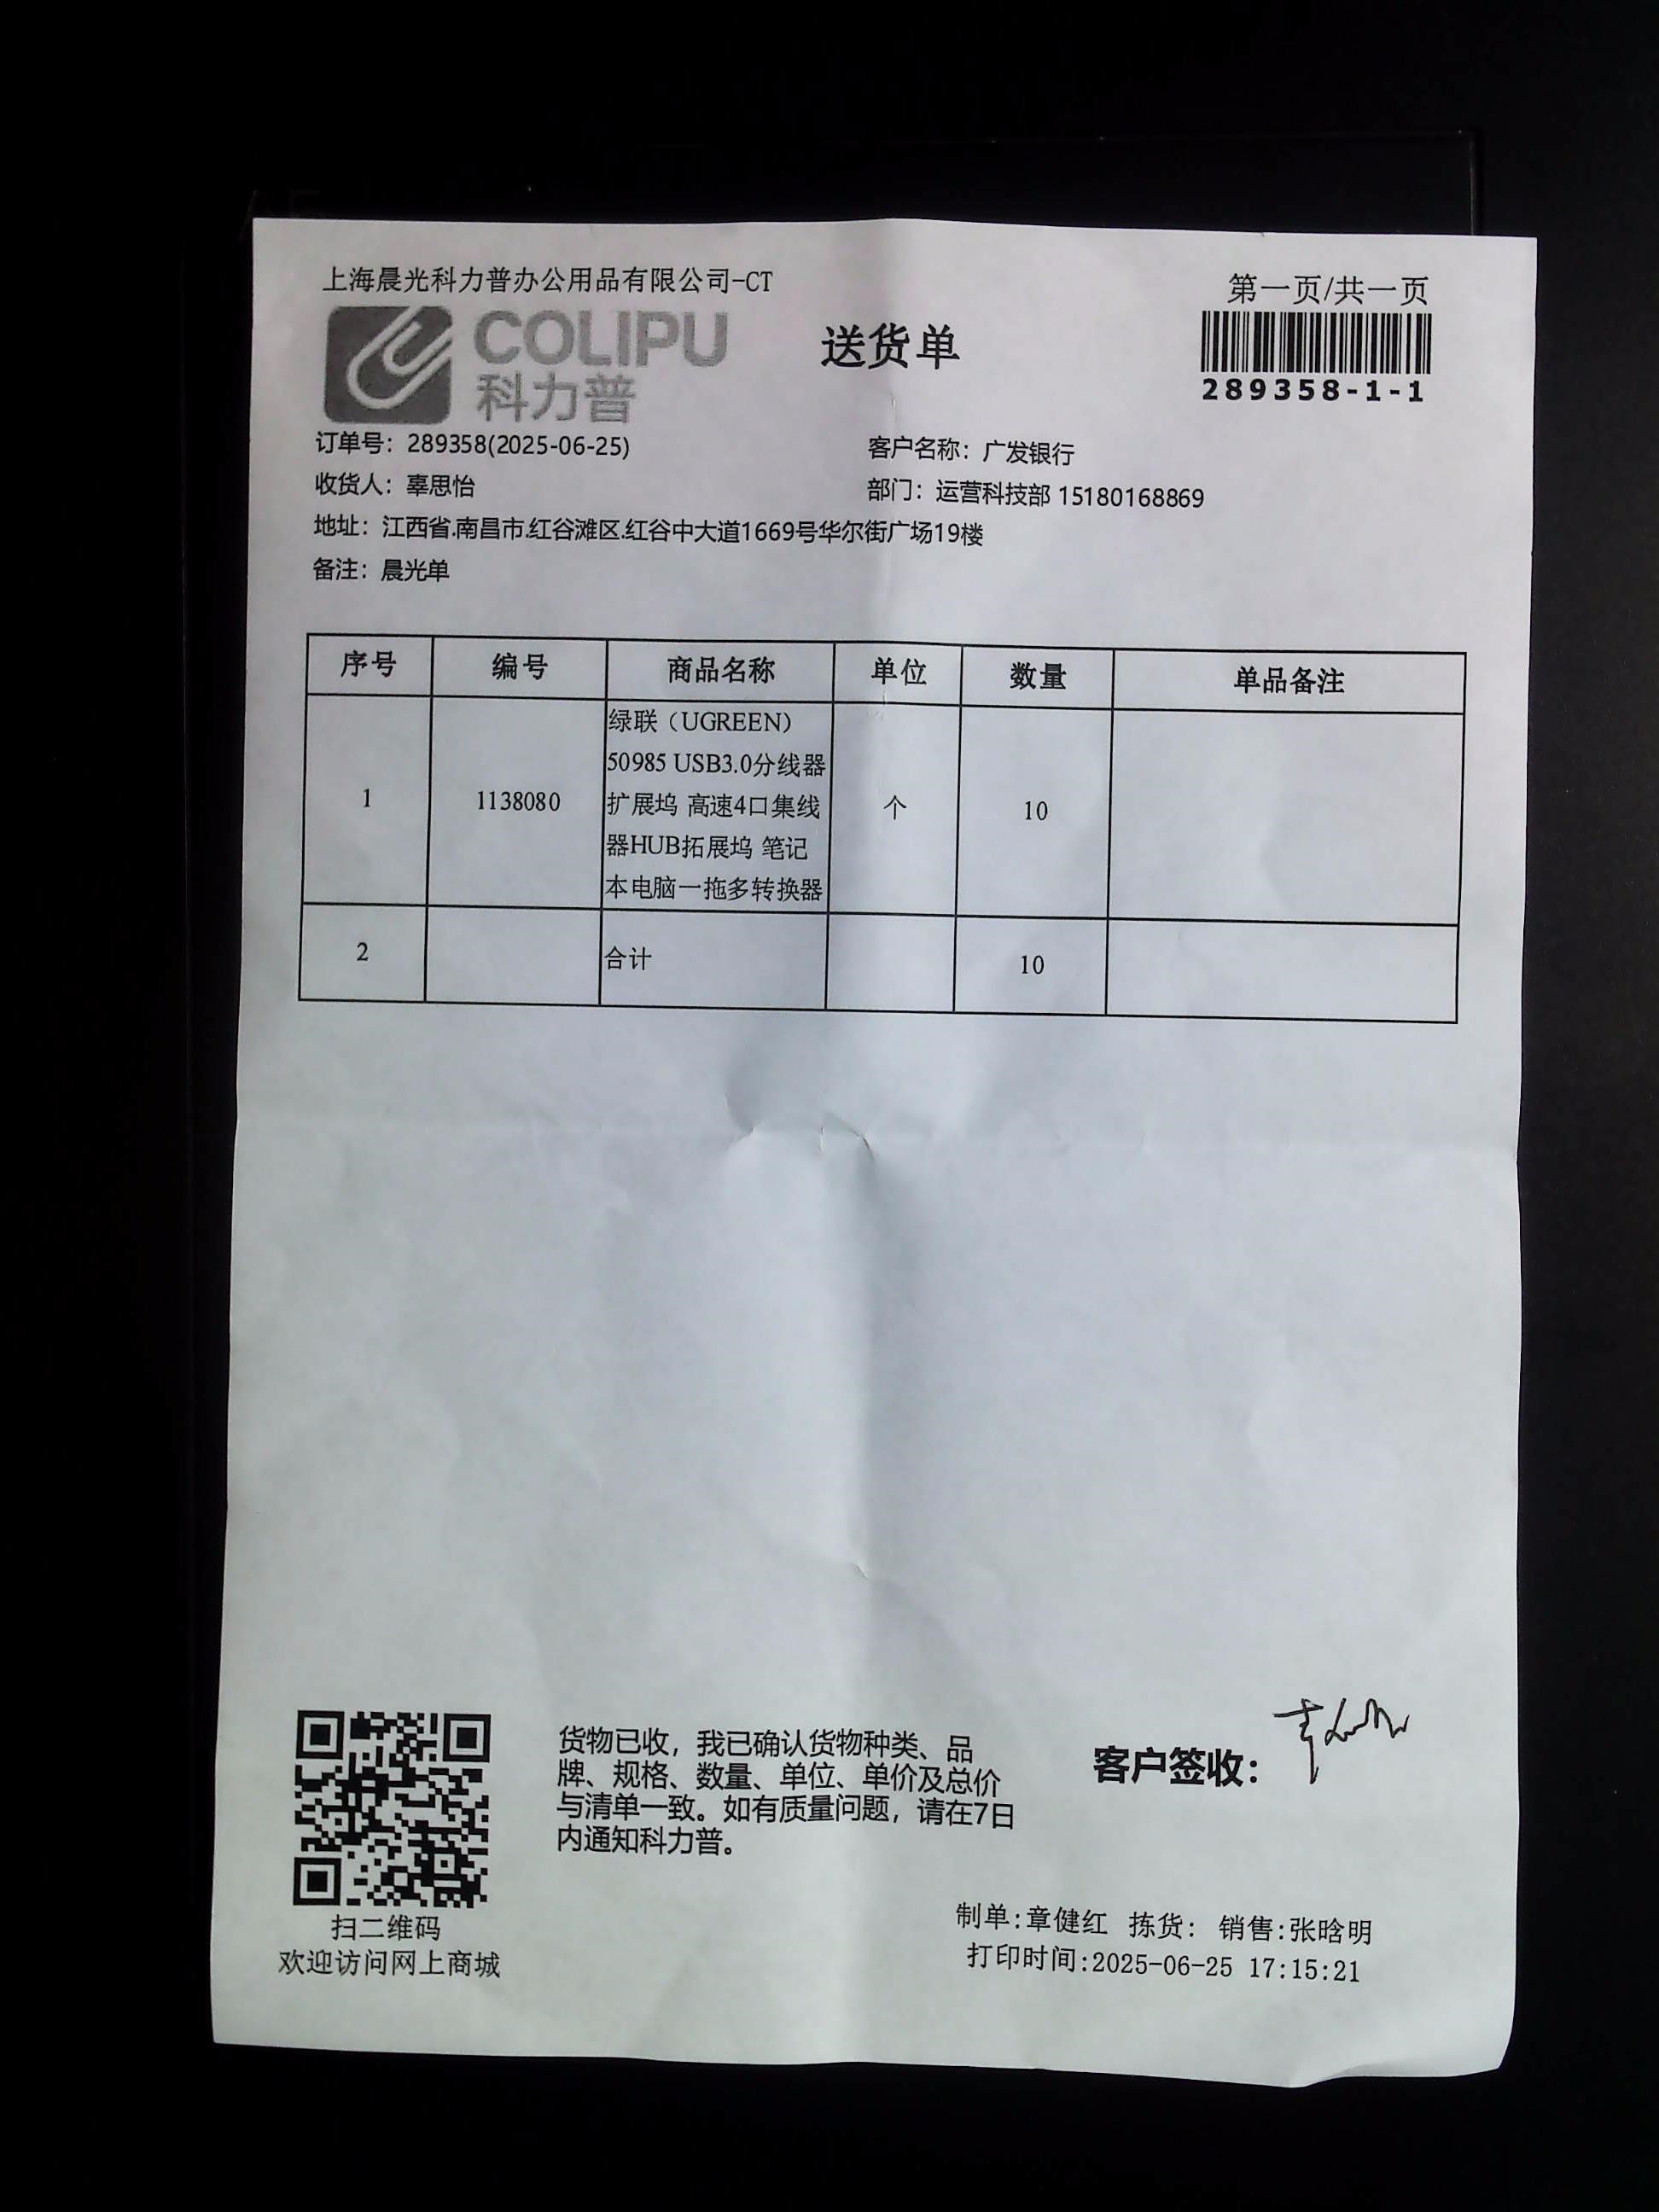 上海晨光科力普办公用品有限公司-CT
第一页/共一页
COLIPU
科力普
送货单
289358-1-1
订单号：289358(2025-06-25)
客户名称：广发银行
收货人：辜思怡
部门：运营科技部 15180168869
地址：江西省.南昌市.红谷滩区.红谷中大道1669号华尔街广场19楼
备注：晨光单
序号 编号 商品名称 单位 数量 单品备注
绿联（UGREEN）
50985 USB3.0分线器
1 1138080 扩展坞 高速4口集线 个 10
器HUB拓展坞 笔记
本电脑一拖多转换器
2 合计 10
货物已收，我已确认货物种类、品
牌、规格、数量、单位、单价及总价
与清单一致。如有质量问题，请在7日
内通知科力普。
客户签收：
扫二维码
欢迎访问网上商城
制单:章健红 拣货: 销售:张晗明
打印时间:2025-06-25 17:15:21